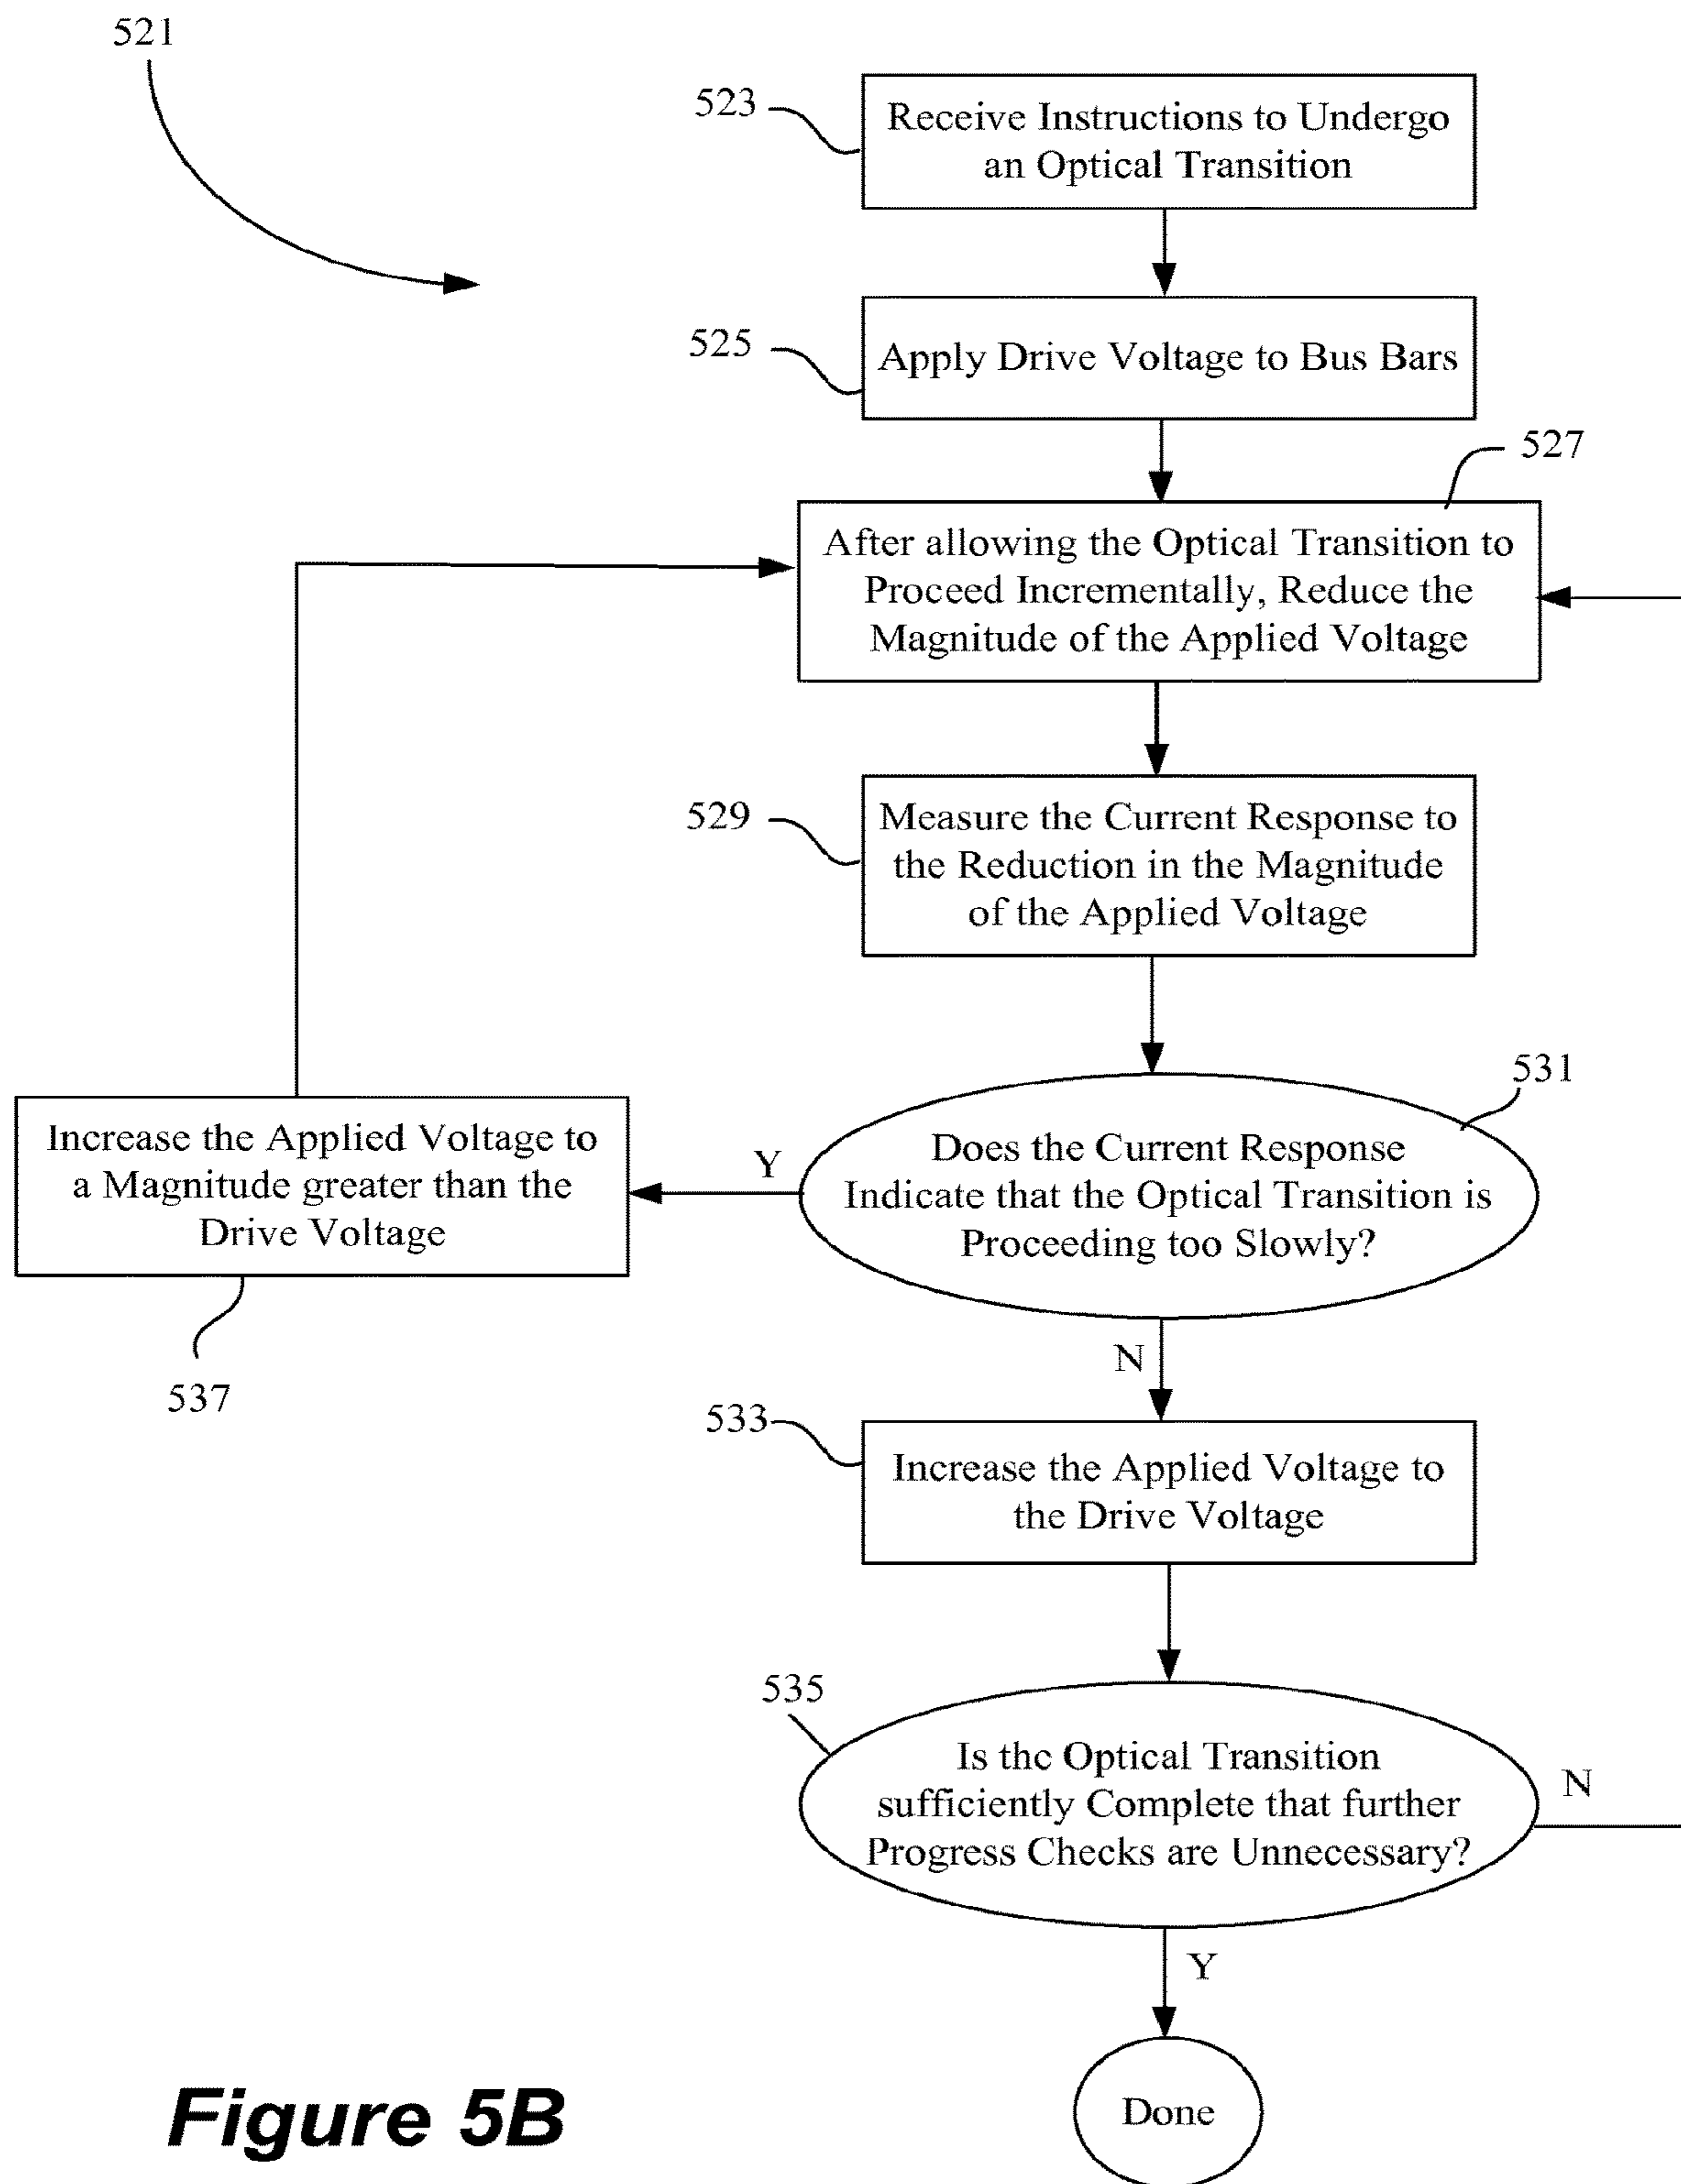 521
523
Receive Instructions to Undergo
an Optical Transition
525
Apply Drive Voltage to Bus Bars
527
After allowing the Optical Transition to
Proceed Incrementally, Reduce the
Magnitude of the Applied Voltage
529
Measure the Current Response to
the Reduction in the Magnitude
of the Applied Voltage
531
Does the Current Response
Indicate that the Optical Transition is
Proceeding too Slowly?
Y
Increase the Applied Voltage to
a Magnitude greater than the
Drive Voltage
537
N
533
Increase the Applied Voltage to
the Drive Voltage
535
Is the Optical Transition
sufficiently Complete that further
Progress Checks are Unnecessary?
N
Y
Done
Figure 5B